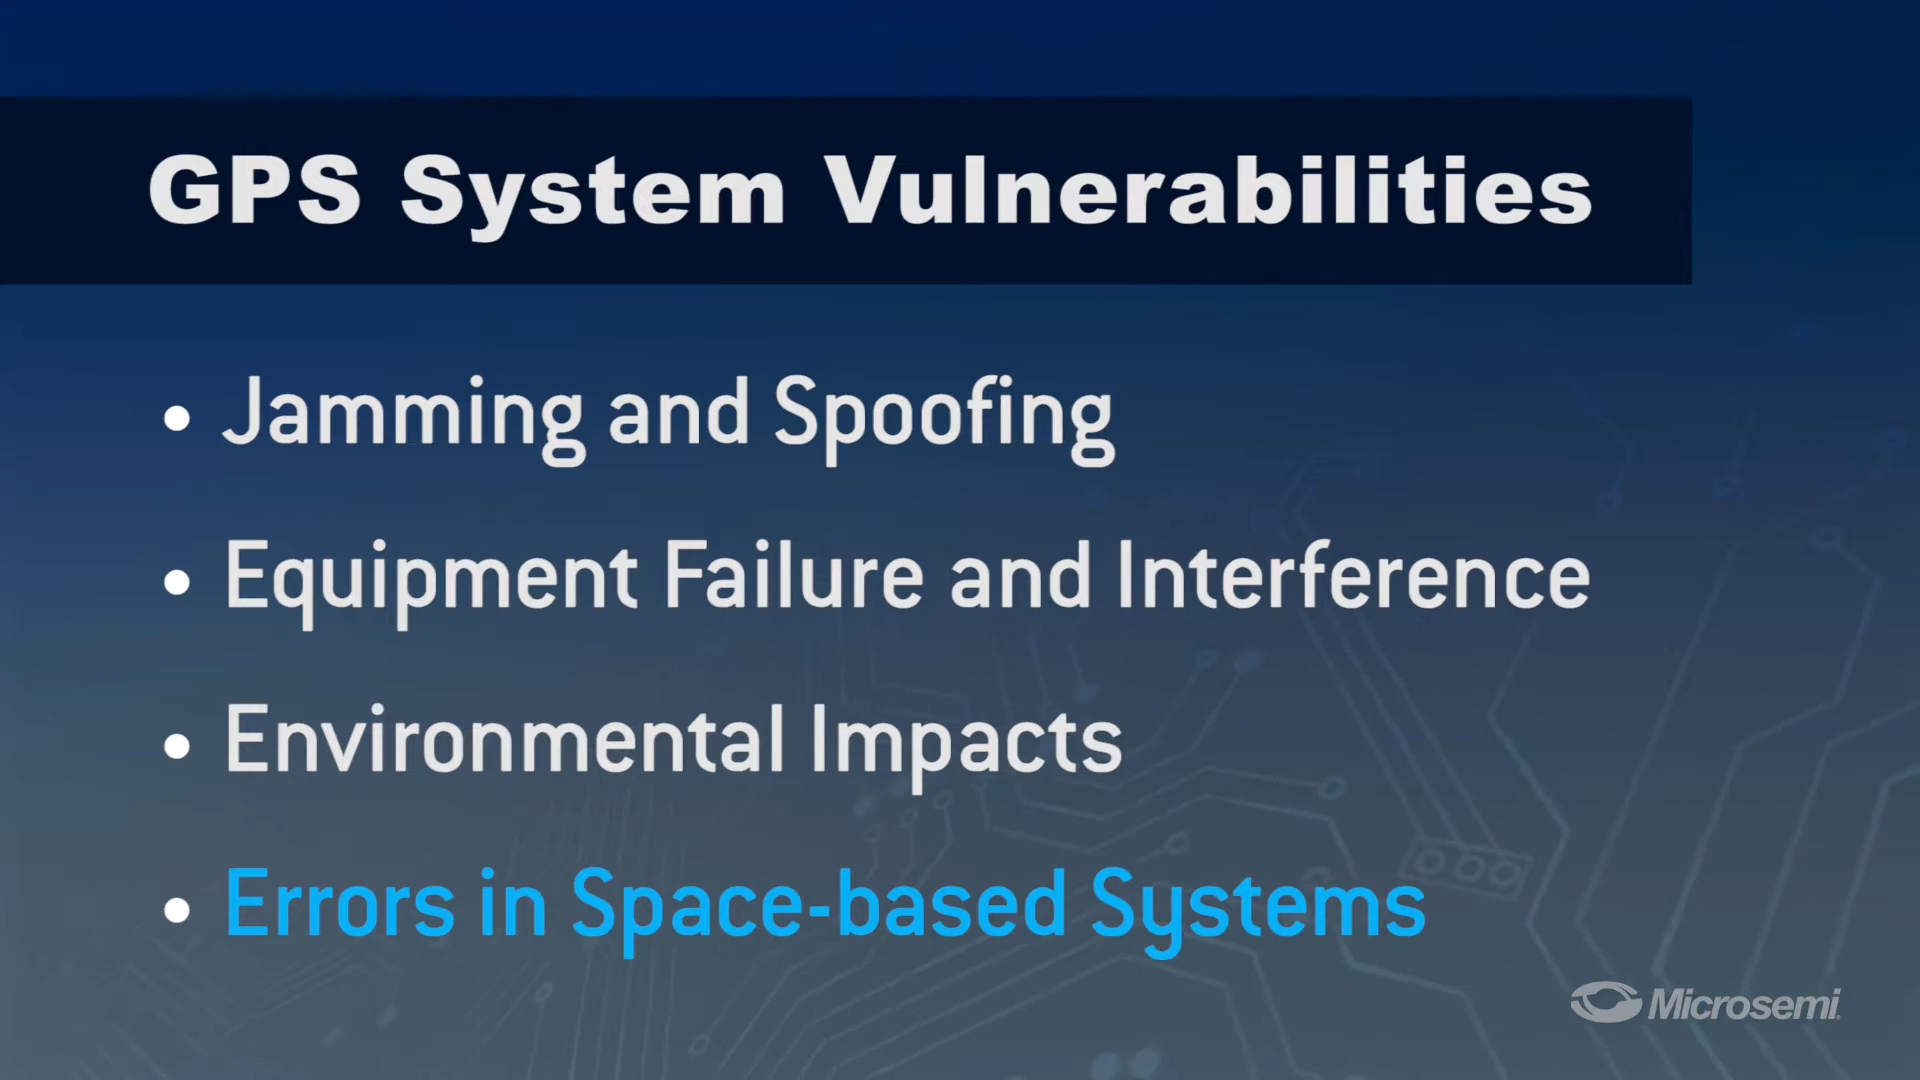 GPS System Vulnerabilities
• Jamming and Spoofing
• Equipment Failure and Interference
• Environmental Impacts
• Errors in Space-based Systems
Microsemi